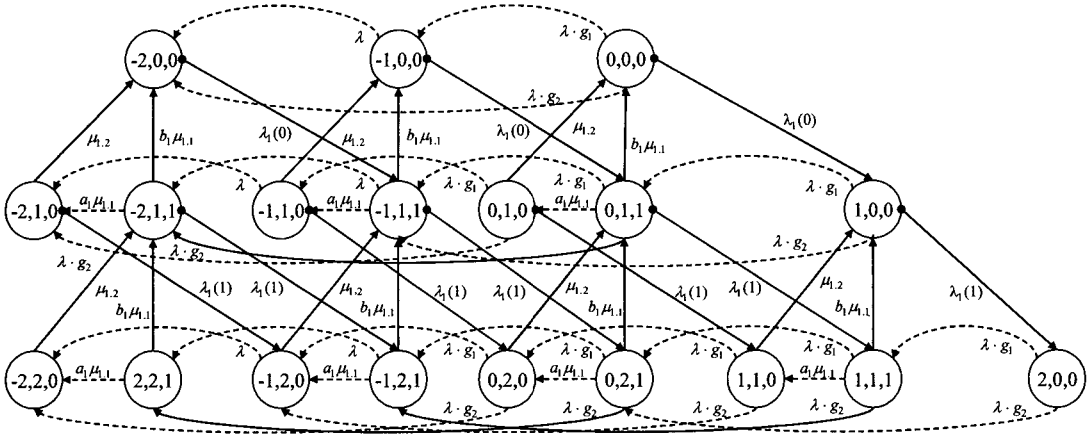 λ λ · g₁
-2,0,0 -1,0,0 0,0,0
λ · g₂
μ₁.₂ b₁μ₁.₁ λ₁(0) μ₁.₂ b₁μ₁.₁ λ₁(0) μ₁.₂ b₁μ₁.₁ λ₁(0)
λ λ λ · g₁ λ · g₁ λ · g₁
-2,1,0 a₁μ₁.₁ -2,1,1 -1,1,0 a₁μ₁.₁ -1,1,1 0,1,0 a₁μ₁.₁ 0,1,1 1,0,0
λ · g₂ λ · g₂ λ · g₂
μ₁.₂ b₁μ₁.₁ λ₁(1) λ₁(1) μ₁.₂ b₁μ₁.₁ λ₁(1) λ₁(1) μ₁.₂ b₁μ₁.₁ λ₁(1) λ₁(1) μ₁.₂ b₁μ₁.₁ λ₁(1)
λ λ λ · g₁ λ · g₁ λ · g₁ λ · g₁ λ · g₁
-2,2,0 a₁μ₁.₁ 2,2,1 -1,2,0 a₁μ₁.₁ -1,2,1 0,2,0 a₁μ₁.₁ 0,2,1 1,1,0 a₁μ₁.₁ 1,1,1 2,0,0
λ · g₂ λ · g₂ λ · g₂ λ · g₂